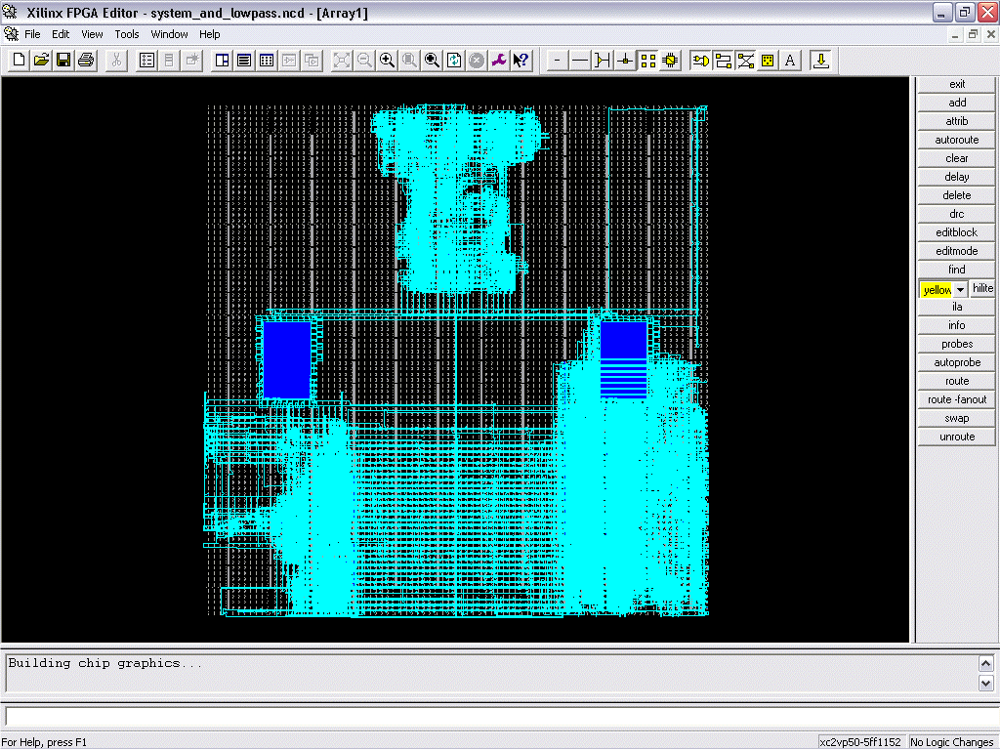 Xilinx FPGA Editor - system_and_lowpass.ncd - [Array1]
File Edit View Tools Window Help
A
exit
add
attrib
autoroute
clear
delay
delete
drc
editblock
editmode
find
yellow hilite
ila
info
probes
autoprobe
route
route -fanout
swap
unroute
Building chip graphics...
For Help, press F1 xc2vp50-5ff1152 No Logic Changes